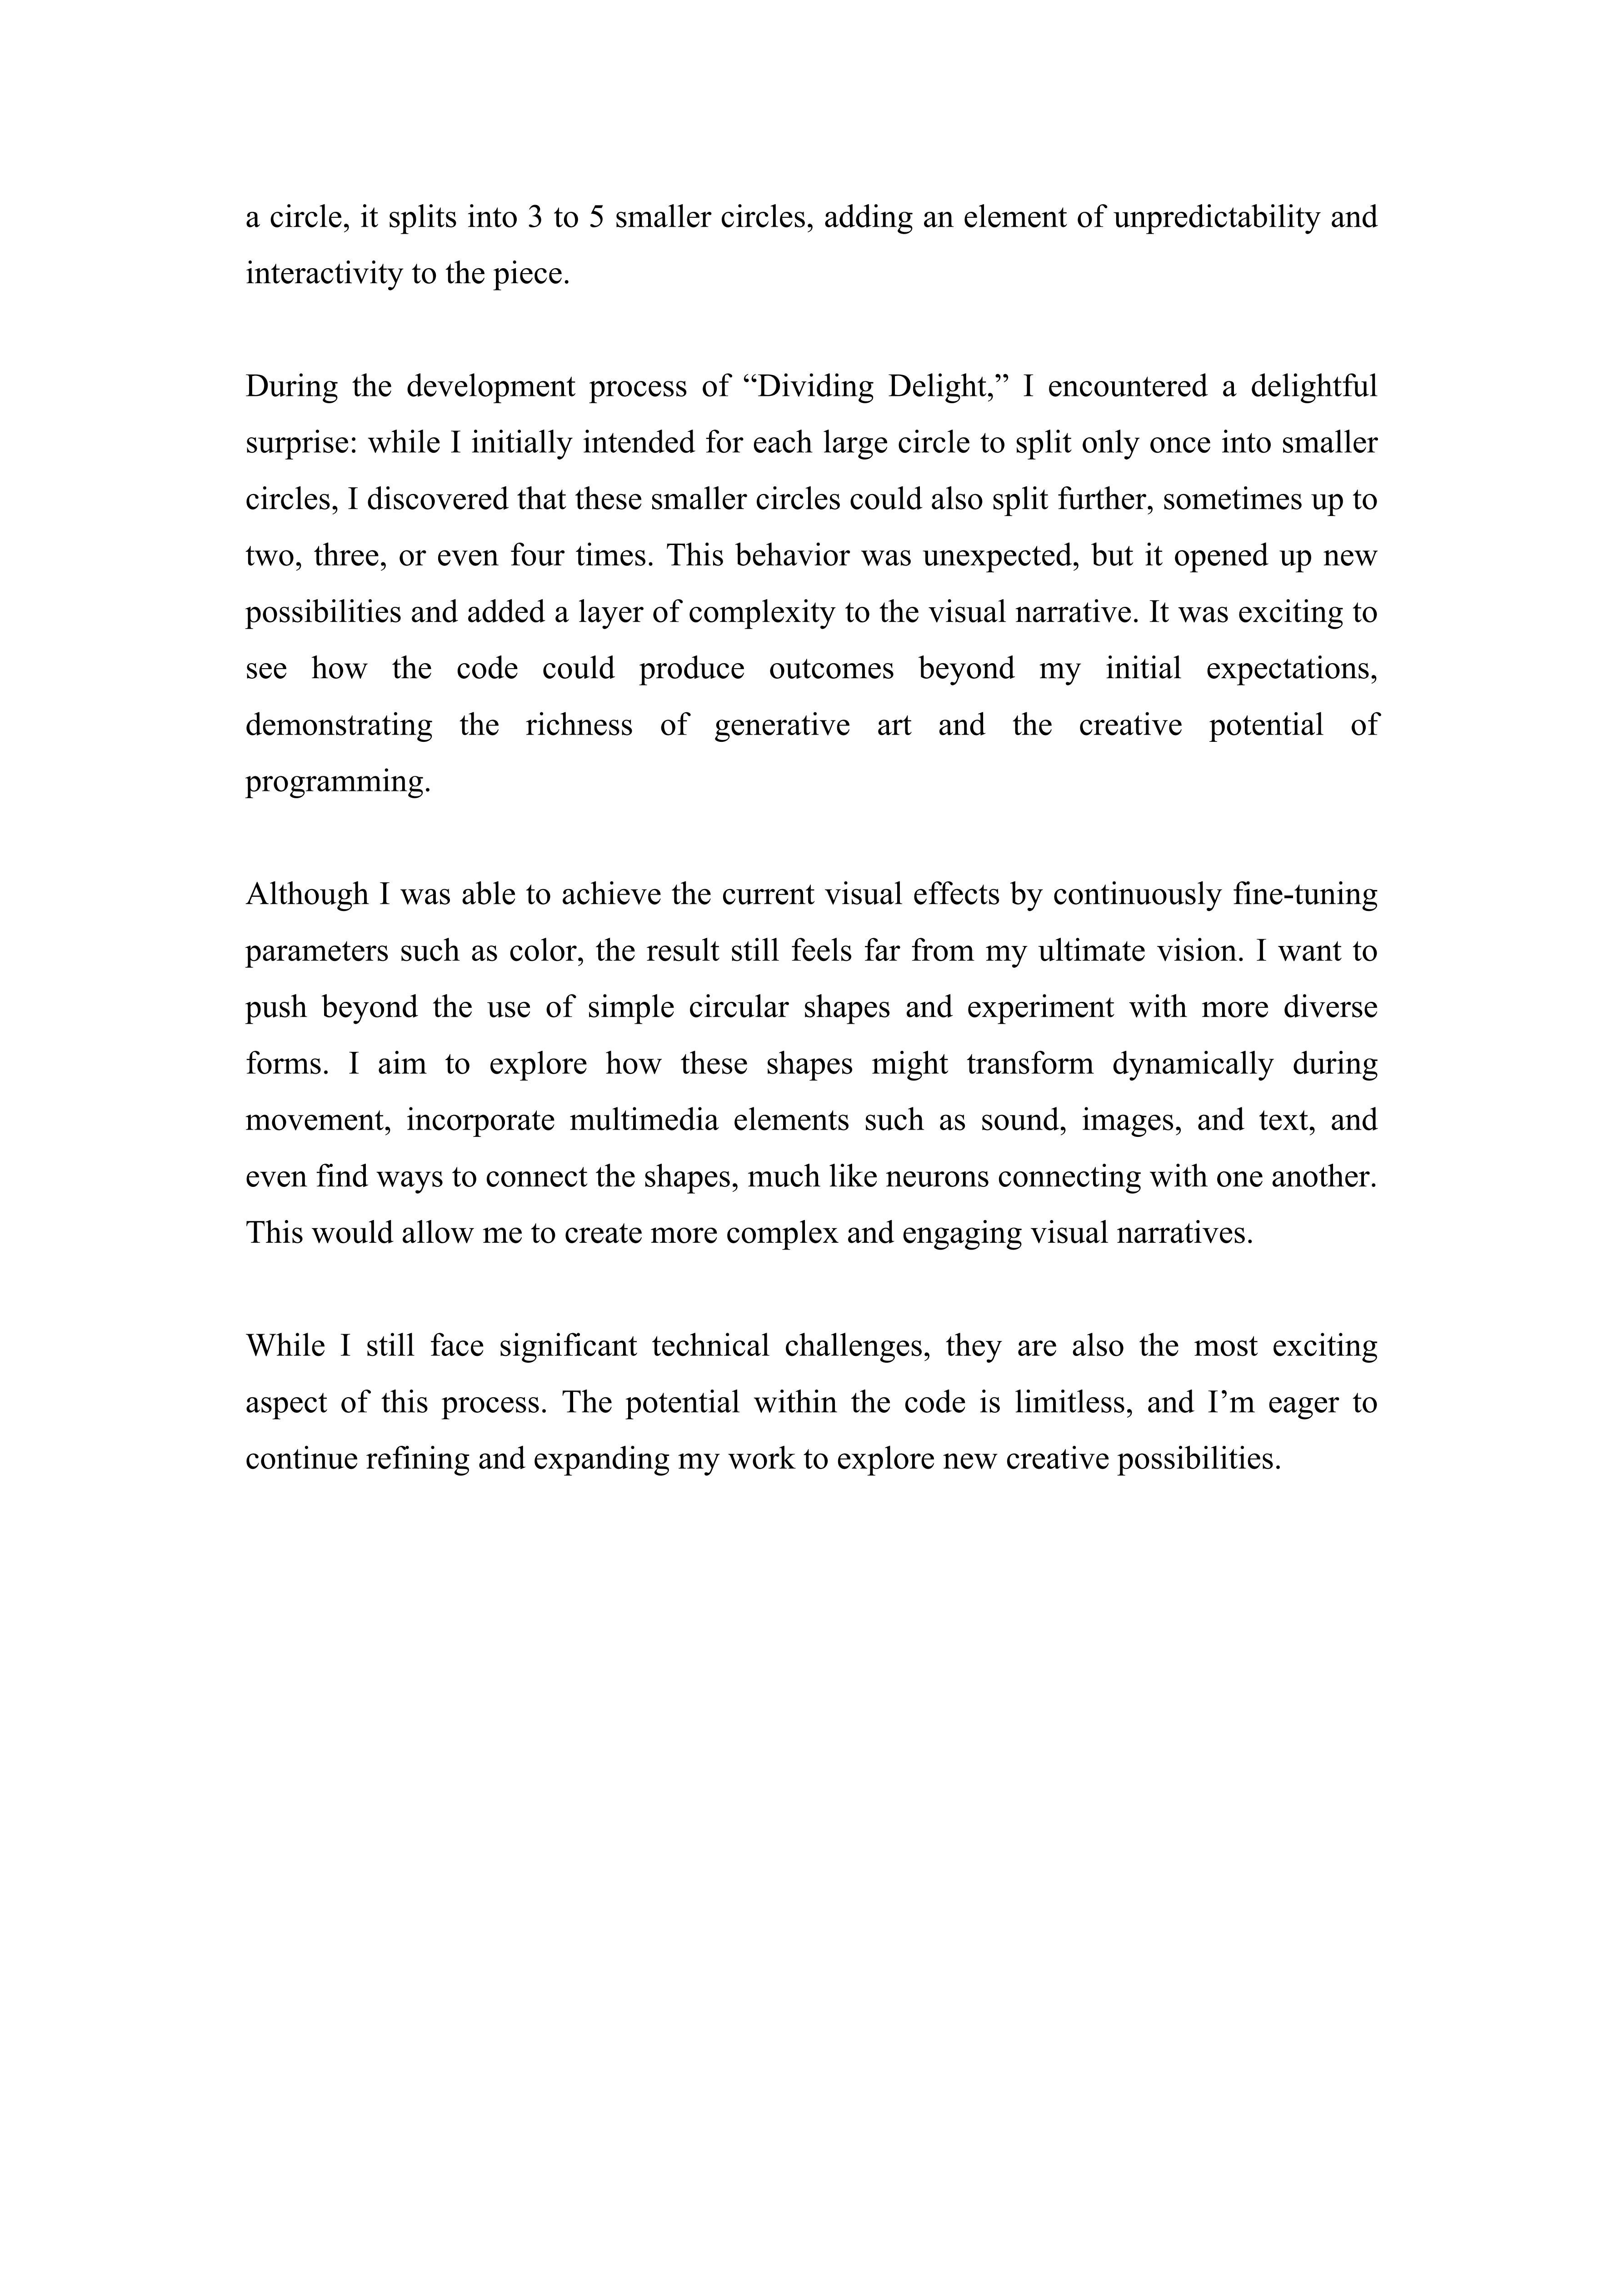 a circle, it splits into 3 to 5 smaller circles, adding an element of unpredictability and
interactivity to the piece.
During the development process of “Dividing Delight,” I encountered a delightful
surprise: while I initially intended for each large circle to split only once into smaller
circles, I discovered that these smaller circles could also split further, sometimes up to
two, three, or even four times. This behavior was unexpected, but it opened up new
possibilities and added a layer of complexity to the visual narrative. It was exciting to
see how the code could produce outcomes beyond my initial expectations,
demonstrating the richness of generative art and the creative potential of
programming.
Although I was able to achieve the current visual effects by continuously fine-tuning
parameters such as color, the result still feels far from my ultimate vision. I want to
push beyond the use of simple circular shapes and experiment with more diverse
forms. I aim to explore how these shapes might transform dynamically during
movement, incorporate multimedia elements such as sound, images, and text, and
even find ways to connect the shapes, much like neurons connecting with one another.
This would allow me to create more complex and engaging visual narratives.
While I still face significant technical challenges, they are also the most exciting
aspect of this process. The potential within the code is limitless, and I’m eager to
continue refining and expanding my work to explore new creative possibilities.